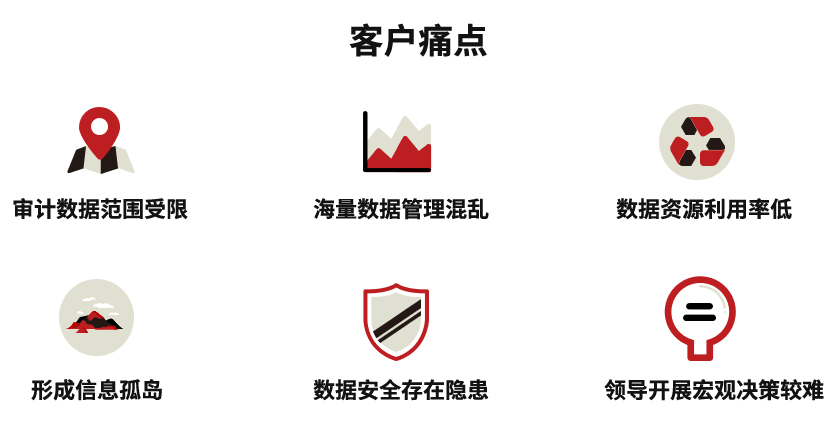 客户痛点
审计数据范围受限
海量数据管理混乱
数据资源利用率低
形成信息孤岛
数据安全存在隐患
领导开展宏观决策较难